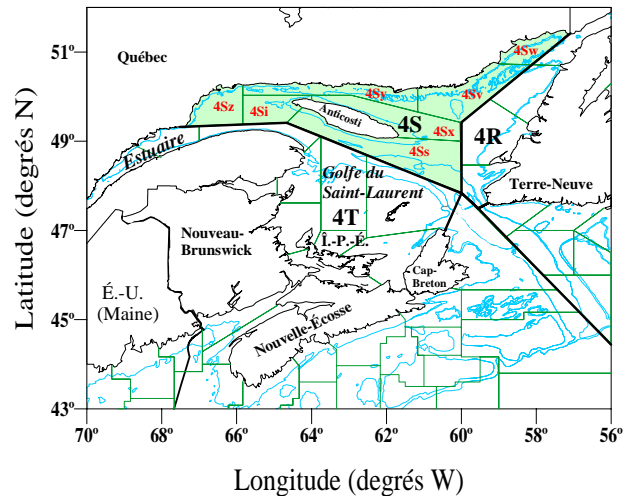 51º
49º
47º
45º
43º
Latitude (degrés N)
Québec
4Sw
4Sy
4Sv
4Sz
4Si
Anticosti
4S
4Sx
4R
4Ss
Estuaire
Golfe du
Saint-Laurent
4T
Terre-Neuve
Nouveau-
Brunswick
Î.-P.-É.
Cap-
Breton
É.-U.
(Maine)
Nouvelle-Écosse
70º
68º
66º
64º
62º
60º
58º
56º
Longitude (degrés W)